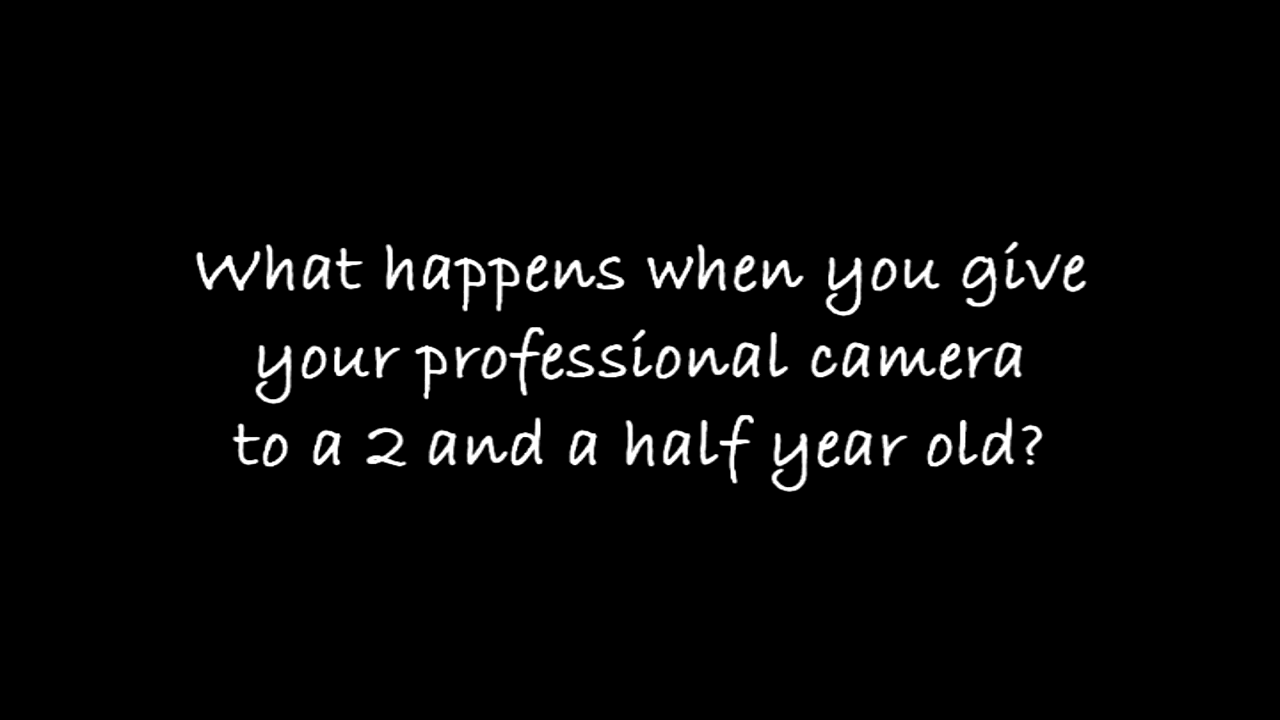 What happens when you give
your professional camera
to a 2 and a half year old?